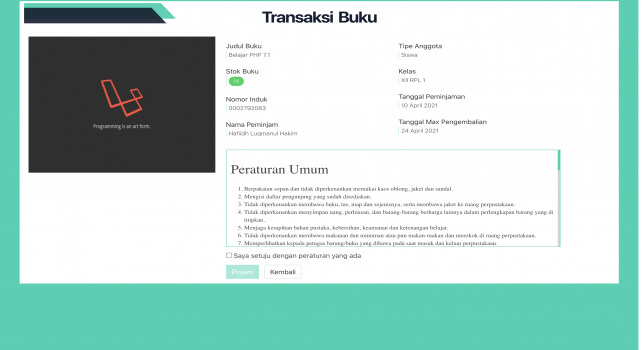 Transaksi Buku
Programming is an art form.
Judul Buku
Belajar PHP 7.1
Stok Buku
Nomor Induk
0002792083
Nama Peminjam
Hafiidh Luqmanul Hakim
Tipe Anggota
Siswa
Kelas
XII RPL 1
Tanggal Peminjaman
10 April 2021
Tanggal Max Pengembalian
24 April 2021
Peraturan Umum
1. Berpakaian sopan dan tidak diperkenankan memakai kaos oblong, jaket dan sandal.
2. Mengisi daftar pengunjung yang sudah disediakan.
3. Tidak diperkenankan membawa buku, tas, map dan sejenisnya, serta membawa jaket ke ruang perpustakaan.
4. Tidak diperkenankan menyimpan uang, perhiasan, dan barang-barang berharga lainnya dalam perlengkapan barang yang di
titipkan.
5. Menjaga kerapihan bahan pustaka, kebersihan, keamanan dan ketenangan belajar.
6. Tidak diperkenankan membawa makanan dan minuman atau pun makan-makan dan merokok di ruang perpustakaan.
7. Memperlihatkan kepada petugas barang/buku yang dibawa pada saat masuk dan keluar perpustakaan.
Saya setuju dengan peraturan yang ada
Pinjam
Kembali